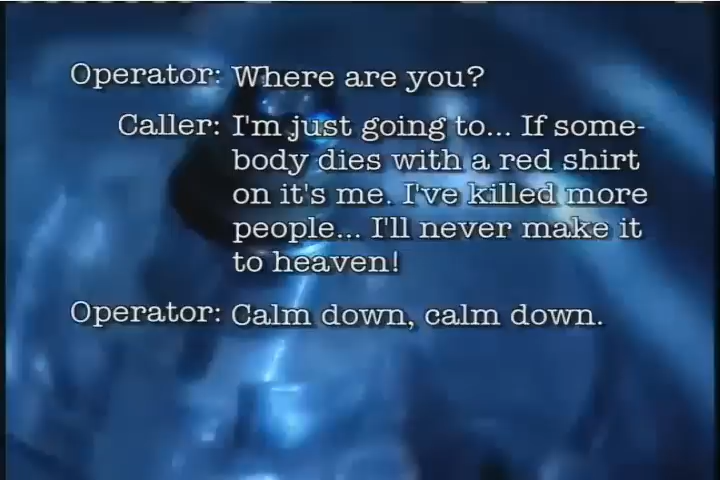 Operator: Where are you?
Caller: I'm just going to... If some-
body dies with a red shirt
on it's me. I've killed more
people... I'll never make it
to heaven!
Operator: Calm down, calm down.